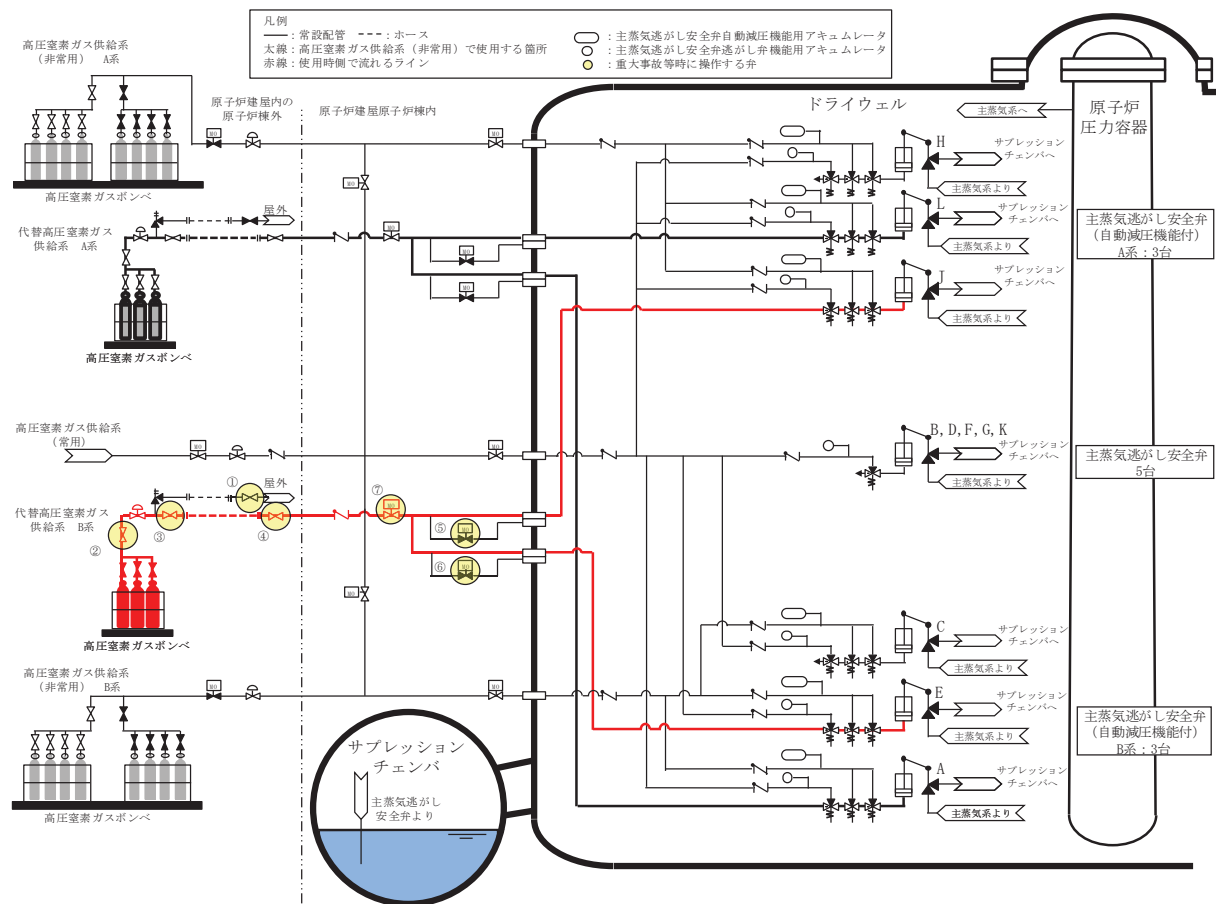 凡例
――：常設配管 ----：ホース
太線：高圧窒素ガス供給系（非常用）で使用する箇所
赤線：使用時側で流れるライン
：主蒸気逃がし安全弁自動減圧機能用アキュムレータ
：主蒸気逃がし安全弁逃がし弁機能用アキュムレータ
：重大事故等時に操作する弁
高圧窒素ガス供給系
（非常用） A系
原子炉建屋内の
原子炉棟外
原子炉建屋原子炉棟内
ドライウェル
主蒸気系へ
原子炉
圧力容器
MO
MO
MO
高圧窒素ガスボンベ
H
サプレッション
チェンバへ
主蒸気系より
代替高圧窒素ガス
供給系 A系
屋外
MO
MO
MO
高圧窒素ガスボンベ
L
サプレッション
チェンバへ
主蒸気系より
主蒸気逃がし安全弁
(自動減圧機能付)
A系：3台
J
サプレッション
チェンバへ
主蒸気系より
高圧窒素ガス供給系
（常用）
MO
MO
B, D, F, G, K
サプレッション
チェンバへ
主蒸気系より
主蒸気逃がし安全弁
5台
代替高圧窒素ガス
供給系 B系
①
屋外
②
③
④
⑦
MO
⑤
MO
⑥
MO
MO
高圧窒素ガスボンベ
C
サプレッション
チェンバへ
主蒸気系より
高圧窒素ガス供給系
（非常用） B系
MO
MO
高圧窒素ガスボンベ
E
サプレッション
チェンバへ
主蒸気系より
主蒸気逃がし安全弁
(自動減圧機能付)
B系：3台
A
サプレッション
チェンバへ
主蒸気系より
サプレッション
チェンバ
主蒸気逃がし
安全弁より